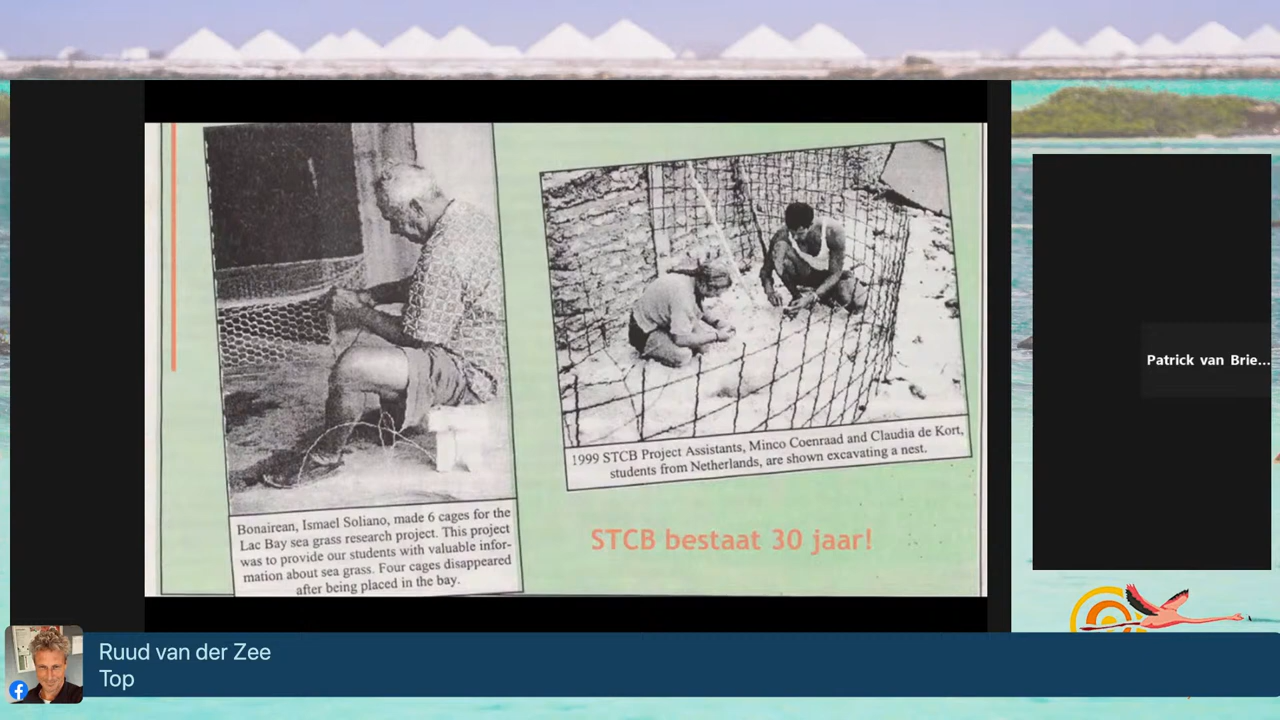 Bonairean, Ismael Soliano, made 6 cages for the
Lac Bay sea grass research project. This project
was to provide our students with valuable infor-
mation about sea grass. Four cages disappeared
after being placed in the bay.
1999 STCB Project Assistants, Minco Coenraad and Claudia de Kort,
students from Netherlands, are shown excavating a nest.
STCB bestaat 30 jaar!
Patrick van Brie...
Ruud van der Zee
Top